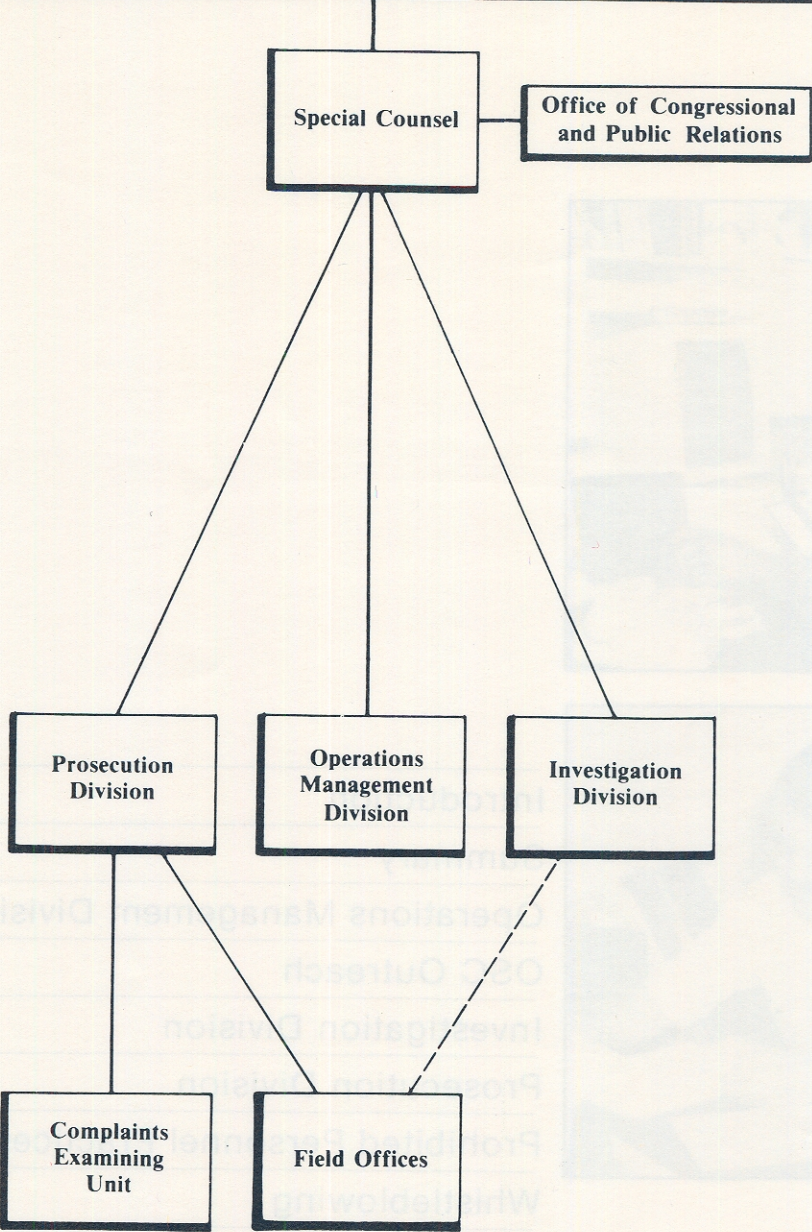 Special Counsel
Office of Congressional
and Public Relations
Prosecution
Division
Operations
Management
Division
Investigation
Division
Introduction
Summary
Operations Management Divisi
OSC Outreach
Investigation Division
Prosecution Division
Prohibited Personnel
Whistleblowing
Complaints
Examining
Unit
Field Offices